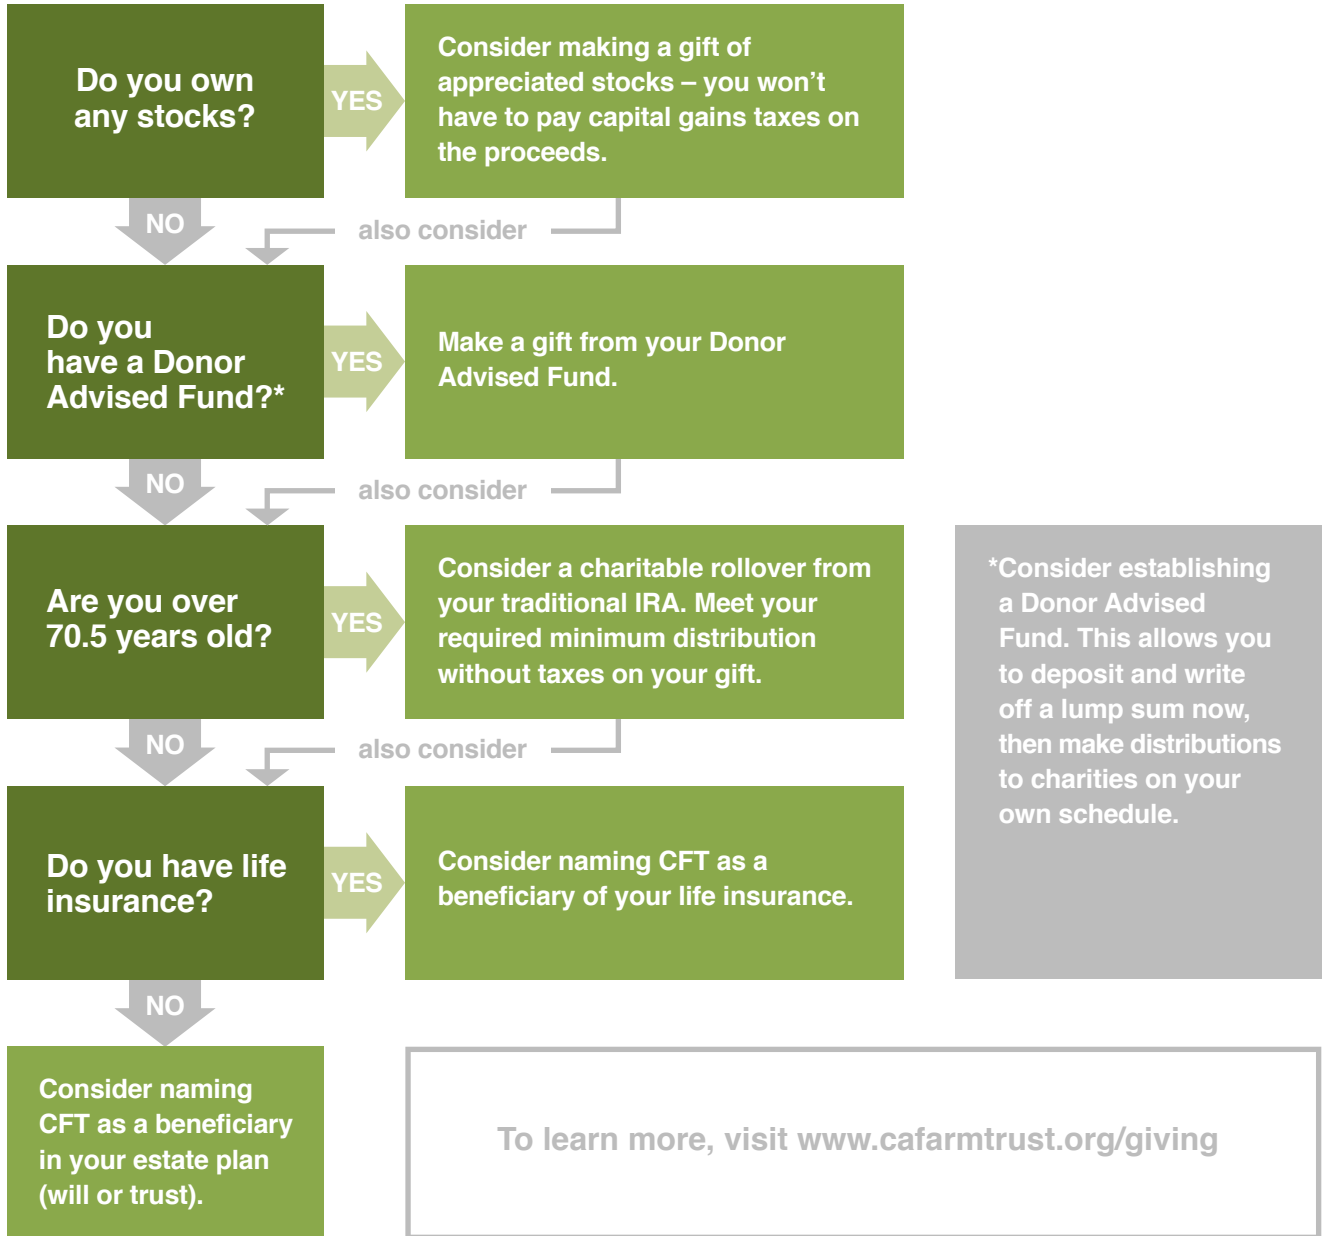 Do you own
any stocks?
YES
Consider making a gift of
appreciated stocks – you won’t
have to pay capital gains taxes on
the proceeds.
NO
also consider
Do you
have a Donor
Advised Fund?*
YES
Make a gift from your Donor
Advised Fund.
NO
also consider
Are you over
70.5 years old?
YES
Consider a charitable rollover from
your traditional IRA. Meet your
required minimum distribution
without taxes on your gift.
*Consider establishing
a Donor Advised
Fund. This allows you
to deposit and write
off a lump sum now,
then make distributions
to charities on your
own schedule.
NO
also consider
Do you have life
insurance?
YES
Consider naming CFT as a
beneficiary of your life insurance.
NO
Consider naming
CFT as a beneficiary
in your estate plan
(will or trust).
To learn more, visit www.cafarmtrust.org/giving